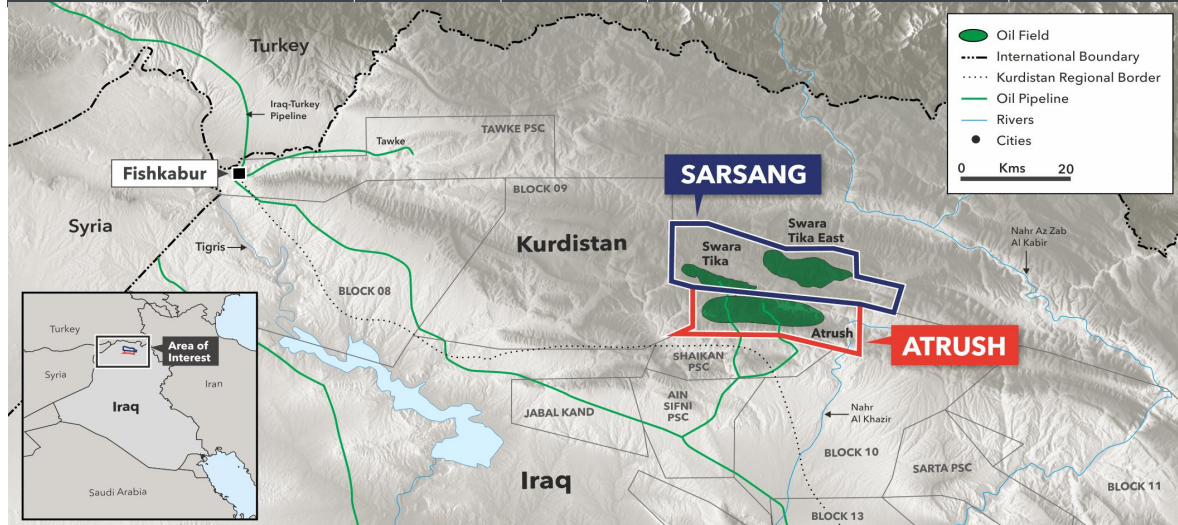 Turkey
Iraq-Turkey
Pipeline
TAWKE PSC
Tawke
Fishkabur
BLOCK 09
SARSANG
Syria
Tigris
Kurdistan
Swara
Tika
Swara
Tika East
Nahr Az Zab
Al Kabir
BLOCK 08
Atrush
ATRUSH
SHAIKAN
PSC
AIN
SIFNI
PSC
JABAL KAND
Nahr
Al Khazir
BLOCK 10
SARTA PSC
BLOCK 11
Iraq
BLOCK 13
Oil Field
International Boundary
Kurdistan Regional Border
Oil Pipeline
Rivers
Cities
0 Kms 20
Turkey
Area of
Interest
Syria
Iran
Iraq
Saudi Arabia